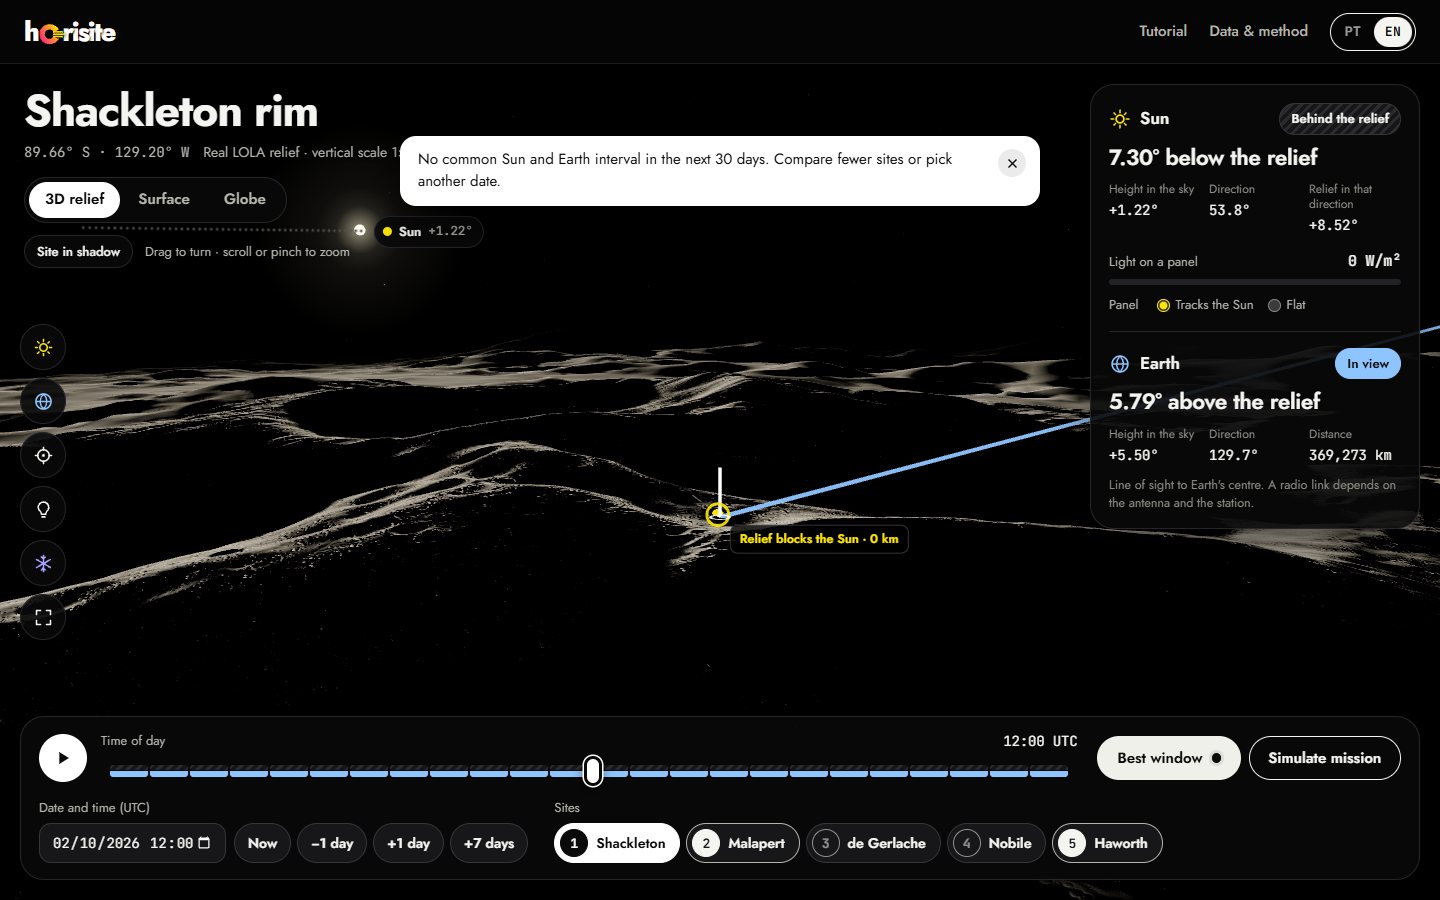 horisite
Tutorial
Data & method
PT
EN
Shackleton rim
89.66° S · 129.20° W Real LOLA relief · vertical scale 1:
No common Sun and Earth interval in the next 30 days. Compare fewer sites or pick
another date.
3D relief
Surface
Globe
Sun +1.22°
Site in shadow
Drag to turn · scroll or pinch to zoom
Sun
Behind the relief
7.30° below the relief
Height in the sky
+1.22°
Direction
53.8°
Relief in that
direction
+8.52°
Light on a panel
0 W/m²
Panel
Tracks the Sun
Flat
Earth
In view
5.79° above the relief
Height in the sky
+5.50°
Direction
129.7°
Distance
369,273 km
Line of sight to Earth's centre. A radio link depends on
the antenna and the station.
Relief blocks the Sun · 0 km
Time of day
12:00 UTC
Best window
Simulate mission
Date and time (UTC)
02/10/2026 12:00
Now
−1 day
+1 day
+7 days
Sites
1 Shackleton
2 Malapert
3 de Gerlache
4 Nobile
5 Haworth